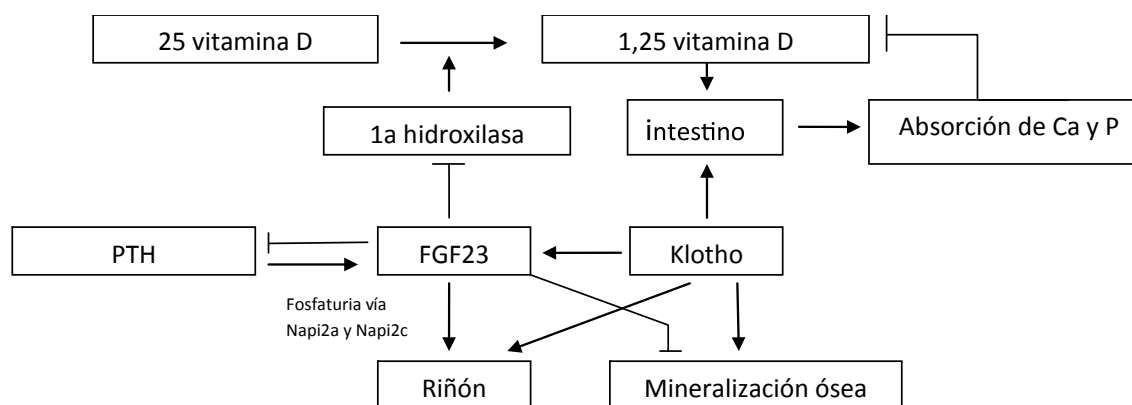 25 vitamina D
1,25 vitamina D
1a hidroxilasa
intestino
Absorción de Ca y P
PTH
FGF23
Klotho
Fosfaturia vía
Napi2a y Napi2c
Riñón
Mineralización ósea